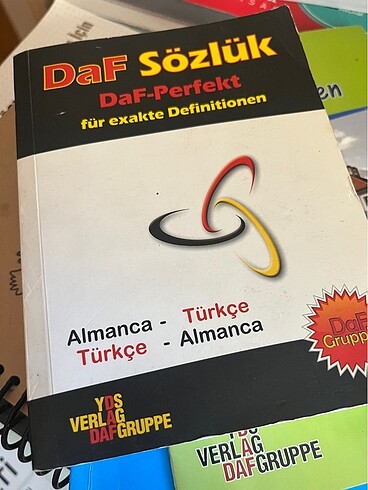 DaF Sözlük
DaF-Perfekt
für exakte Definitionen
Almanca - Türkçe
Türkçe - Almanca
DaF
Gruppe
YDS
VERLAG
DAFGRUPPE
YDS
VERLAG
DAFGRUPPE